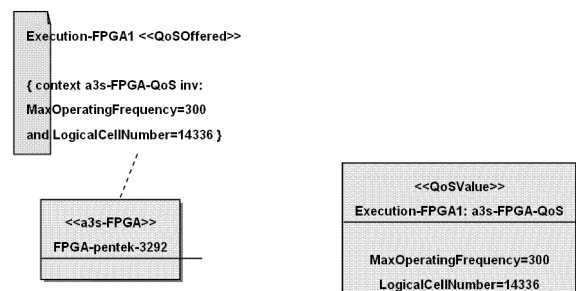 Execution-FPGA1 <<QoSOffered>>
{ context a3s-FPGA-QoS inv:
MaxOperatingFrequency=300
and LogicalCellNumber=14336 }
<<a3s-FPGA>>
FPGA-pentek-3292
<<QoSValue>>
Execution-FPGA1: a3s-FPGA-QoS
MaxOperatingFrequency=300
LogicalCellNumber=14336